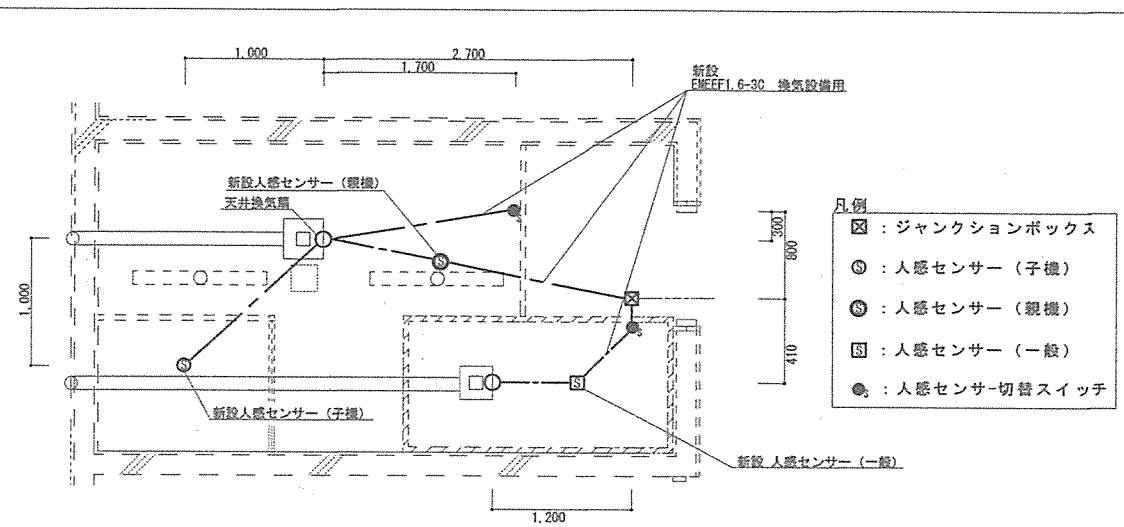 1,000
2,700
1,700
新設
EMEEF1.6-3C 換気設備用
新設人感センサー（親機）
天井換気扇
S
S
1,000
300
800
410
S
S
S
新設人感センサー（子機）
新設 人感センサー（一般）
1,200
凡例
：ジャンクションボックス
S：人感センサー（子機）
S：人感センサー（親機）
S：人感センサー（一般）
S：人感センサ-切替スイッチ